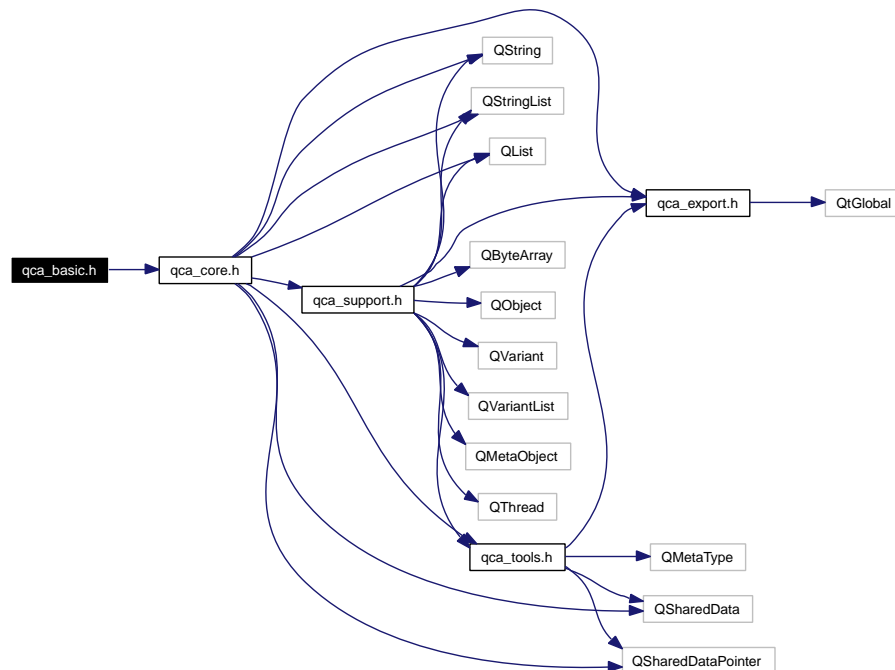 QString
QStringList
QList
qca_export.h
QtGlobal
QByteArray
qca_basic.h
qca_core.h
qca_support.h
QObject
QVariant
QVariantList
QMetaObject
QThread
qca_tools.h
QMetaType
QSharedData
QSharedDataPointer